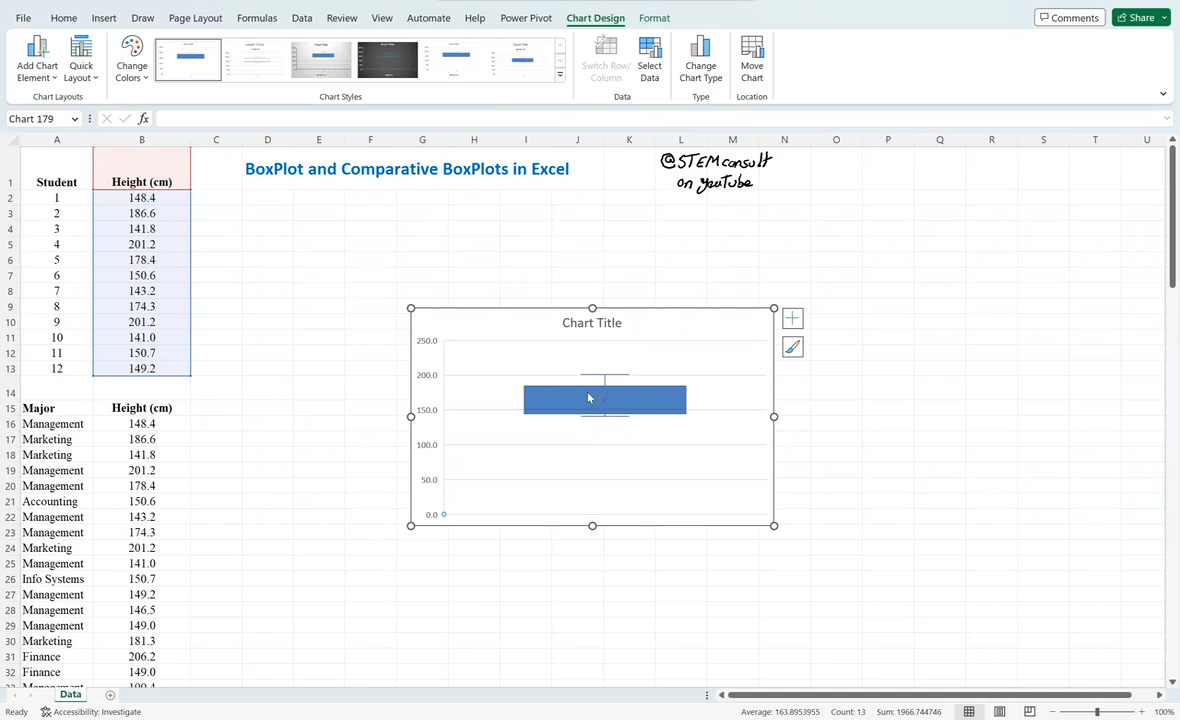 File Home Insert Draw Page Layout Formulas Data Review View Automate Help Power Pivot Chart Design Format Comments Share
Add Chart Element Quick Layout Change Colors Switch Row/Column Select Data Change Chart Type Move Chart
Chart Layouts Chart Styles Data Type Location
Chart 179 fx
A B C D E F G H I J K L M N O P Q R S T U
BoxPlot and Comparative BoxPlots in Excel
@STEMconsult
on YouTube
1 Student Height (cm)
2 1 148.4
3 2 186.6
4 3 141.8
5 4 201.2
6 5 178.4
7 6 150.6
8 7 143.2
9 8 174.3
10 9 201.2
11 10 141.0
12 11 150.7
13 12 149.2
14
15 Major Height (cm)
16 Management 148.4
17 Marketing 186.6
18 Marketing 141.8
19 Management 201.2
20 Management 178.4
21 Accounting 150.6
22 Management 143.2
23 Management 174.3
24 Marketing 201.2
25 Management 141.0
26 Info Systems 150.7
27 Management 149.2
28 Management 146.5
29 Management 149.0
30 Marketing 181.3
31 Finance 206.2
32 Finance 149.0
Chart Title
250.0
200.0
150.0
100.0
50.0
0.0
Data
Ready Accessibility: Investigate Average: 163.8953955 Count: 13 Sum: 1966.744746 100%